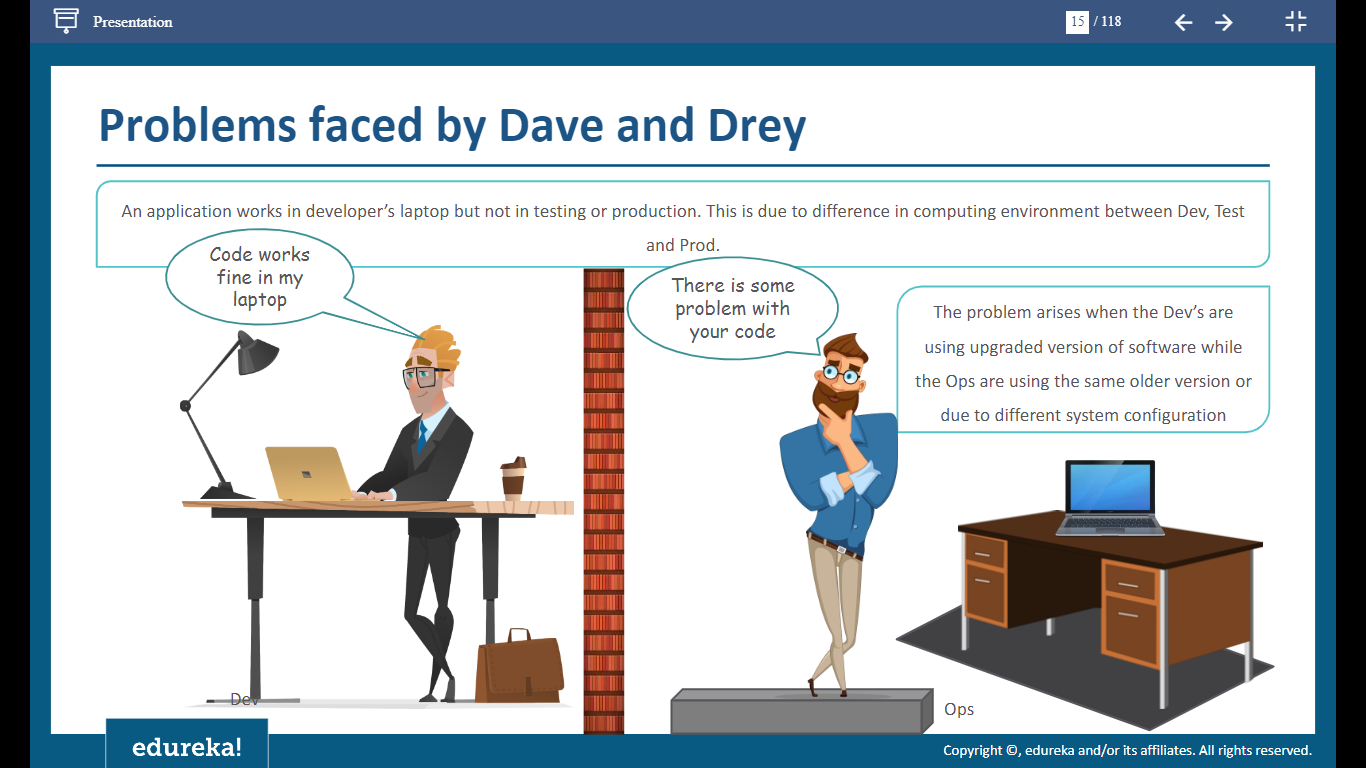 Presentation
15 / 118
Problems faced by Dave and Drey
An application works in developer's laptop but not in testing or production. This is due to difference in computing environment between Dev, Test
and Prod.
Code works
fine in my
laptop
There is some
problem with
your code
The problem arises when the Dev's are
using upgraded version of software while
the Ops are using the same older version or
due to different system configuration
Dev
Ops
edureka!
Copyright ©, edureka and/or its affiliates. All rights reserved.